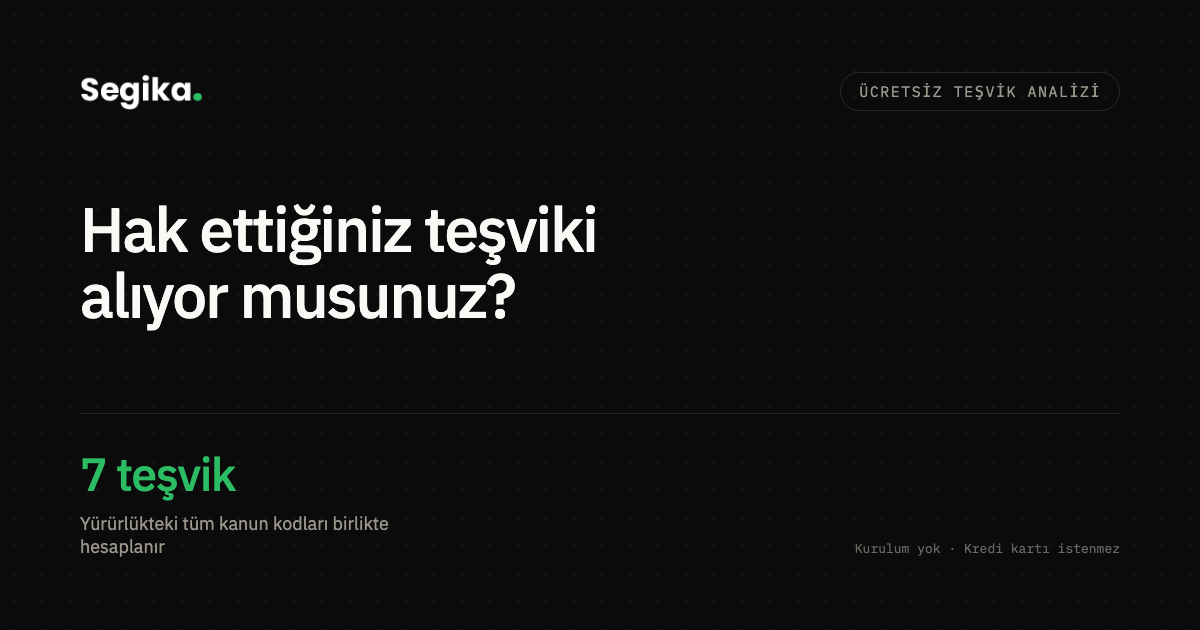 Segika.
ÜCRETSİZ TEŞVİK ANALİZİ
Hak ettiğiniz teşviki
alıyor musunuz?
7 teşvik
Yürürlükteki tüm kanun kodları birlikte
hesaplanır
Kurulum yok · Kredi kartı istenmez